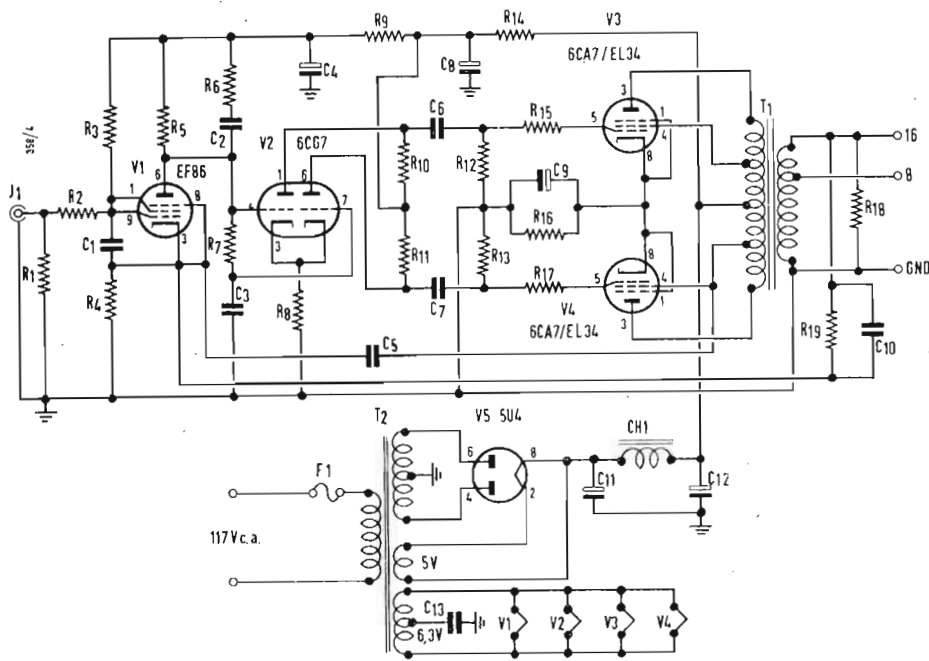 R9
R14
V3
6CA7/EL34
C4
C8
R6
C2
R3
R5
V1
EF86
V2
6CG7
C6
R15
T1
16
8
GND
358/4
J1
R2
R1
C1
R4
R7
C3
R8
R10
R11
R12
R13
C9
R16
C7
R17
V4
6CA7/EL34
R18
R19
C10
C5
6
1
9
8
3
1
6
4
7
3
3
5
3
1
4
8
8
5
4
1
3
T2
V5 5U4
CH1
F1
6
8
4
2
C11
C12
117V c.a.
5V
C13
6,3V
V1
V2
V3
V4